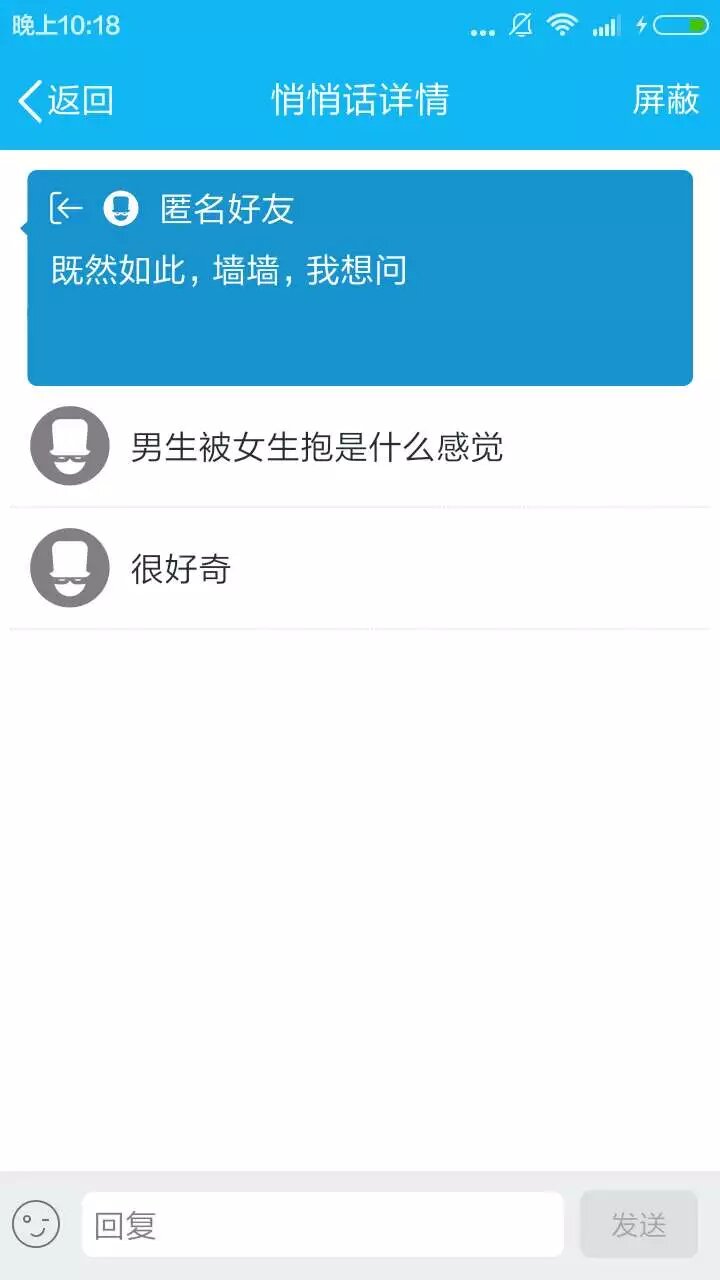 晚上10:18
返回
悄悄话详情
屏蔽
匿名好友
既然如此,墙墙,我想问
男生被女生抱是什么感觉
很好奇
回复
发送